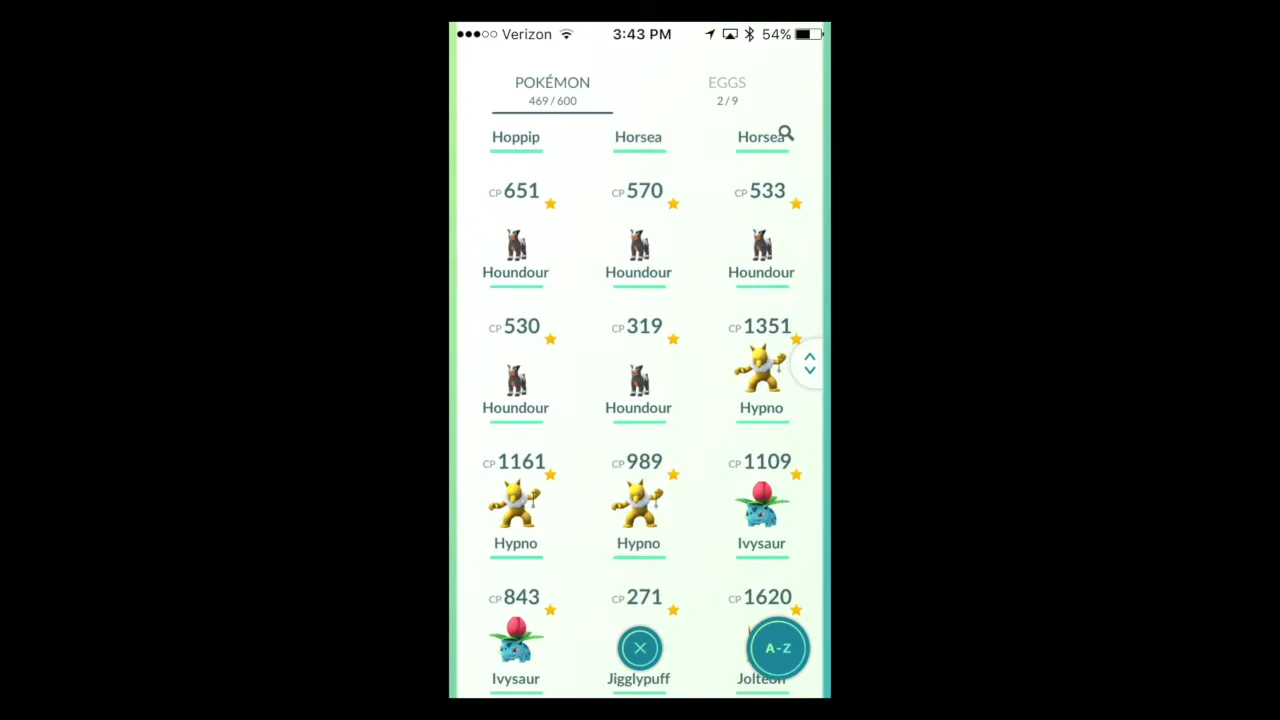 Verizon 3:43 PM 54%
POKÉMON EGGS
469 / 600 2 / 9
Hoppip Horsea Horsea
CP 651 CP 570 CP 533
Houndour Houndour Houndour
CP 530 CP 319 CP 1351
Houndour Houndour Hypno
CP 1161 CP 989 CP 1109
Hypno Hypno Ivysaur
CP 843 CP 271 CP 1620
A-Z
Ivysaur Jigglypuff Jolteon